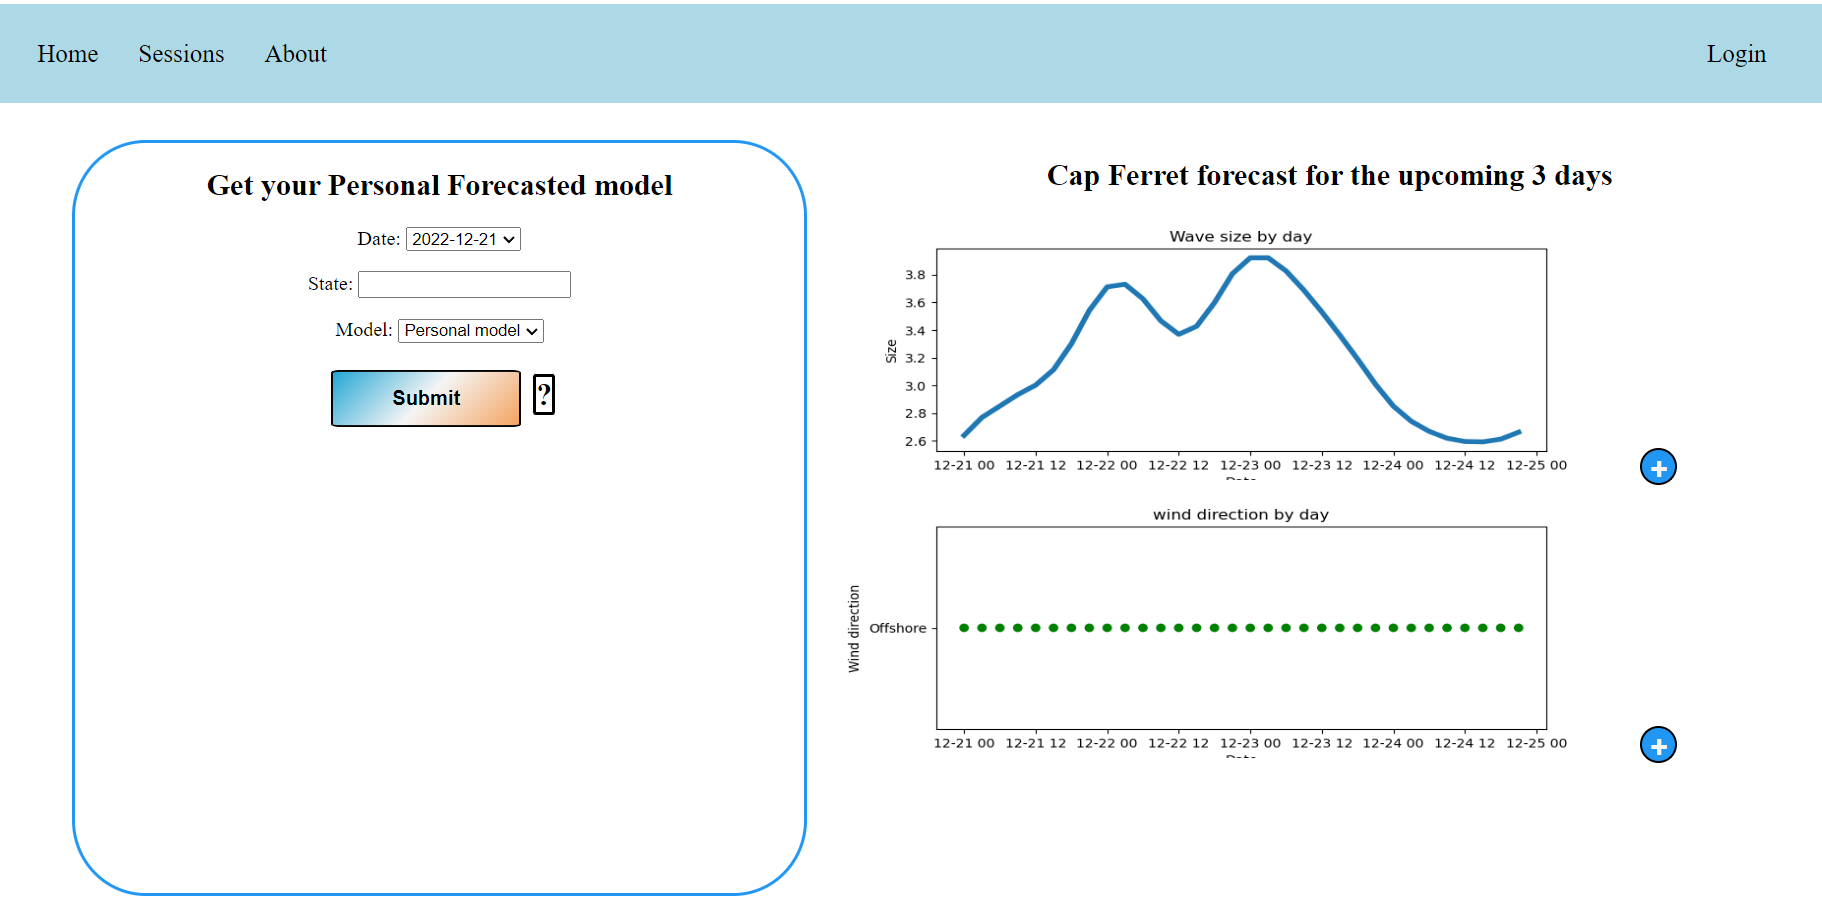 Home Sessions About Login
Get your Personal Forecasted model
Date: 2022-12-21
State:
Model: Personal model
Submit ?
Cap Ferret forecast for the upcoming 3 days
Wave size by day
Size
3.8
3.6
3.4
3.2
3.0
2.8
2.6
12-21 00 12-21 12 12-22 00 12-22 12 12-23 00 12-23 12 12-24 00 12-24 12 12-25 00
+
wind direction by day
Wind direction
Offshore
12-21 00 12-21 12 12-22 00 12-22 12 12-23 00 12-23 12 12-24 00 12-24 12 12-25 00
+